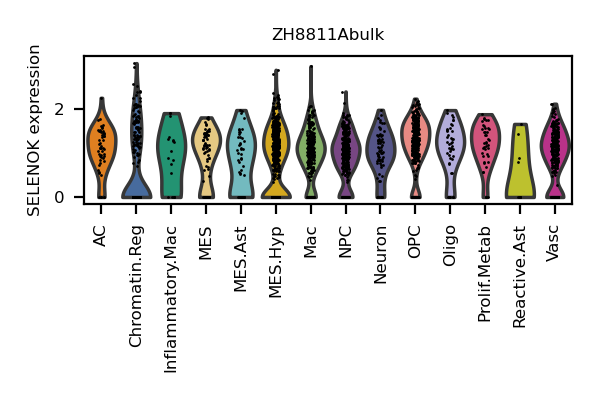 ZH8811Abulk
SELENOK expression
2
0
AC
Chromatin.Reg
Inflammatory.Mac
MES
MES.Ast
MES.Hyp
Mac
NPC
Neuron
OPC
Oligo
Prolif.Metab
Reactive.Ast
Vasc